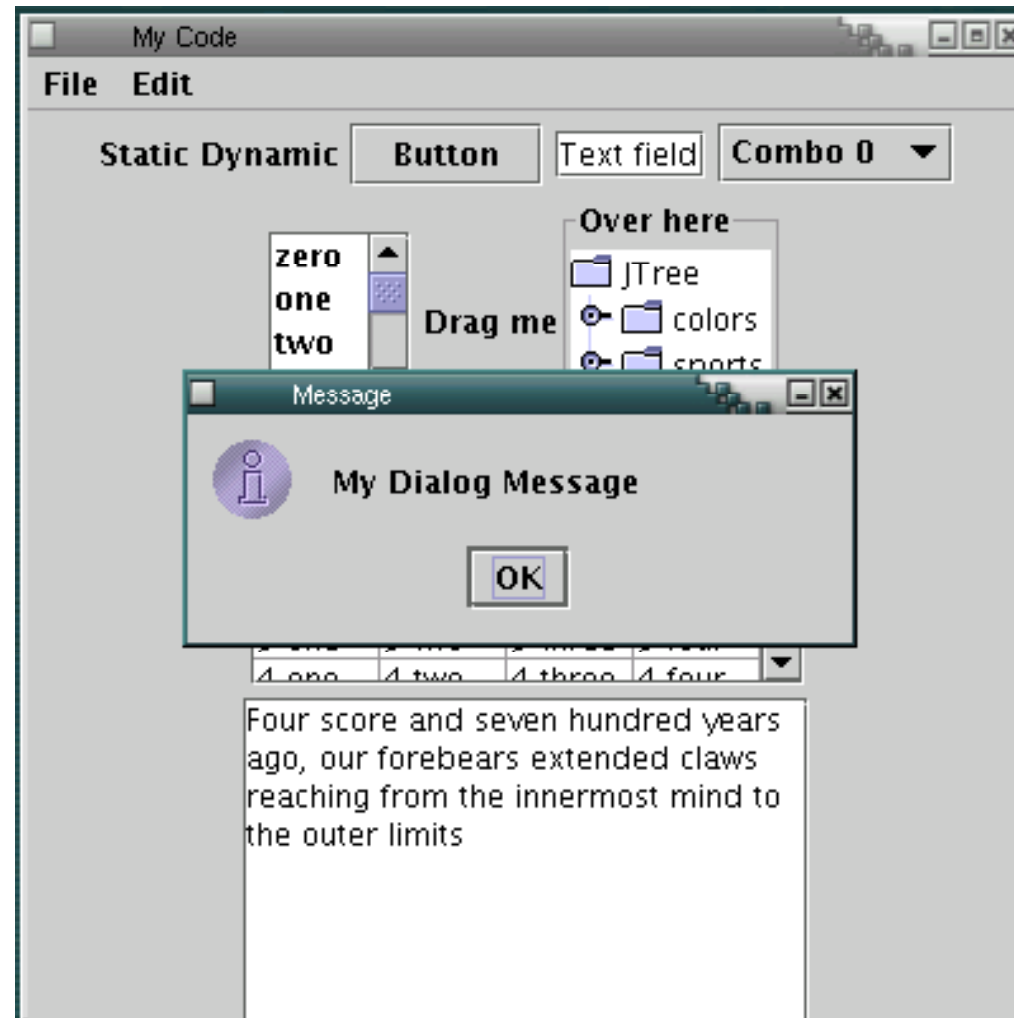 My Code
File Edit
Static Dynamic Button Text field Combo 0
Over here
zero
one
two
Drag me
JTree
colors
sports
Message
My Dialog Message
OK
4 one 4 two 4 three 4 four
Four score and seven hundred years
ago, our forebears extended claws
reaching from the innermost mind to
the outer limits